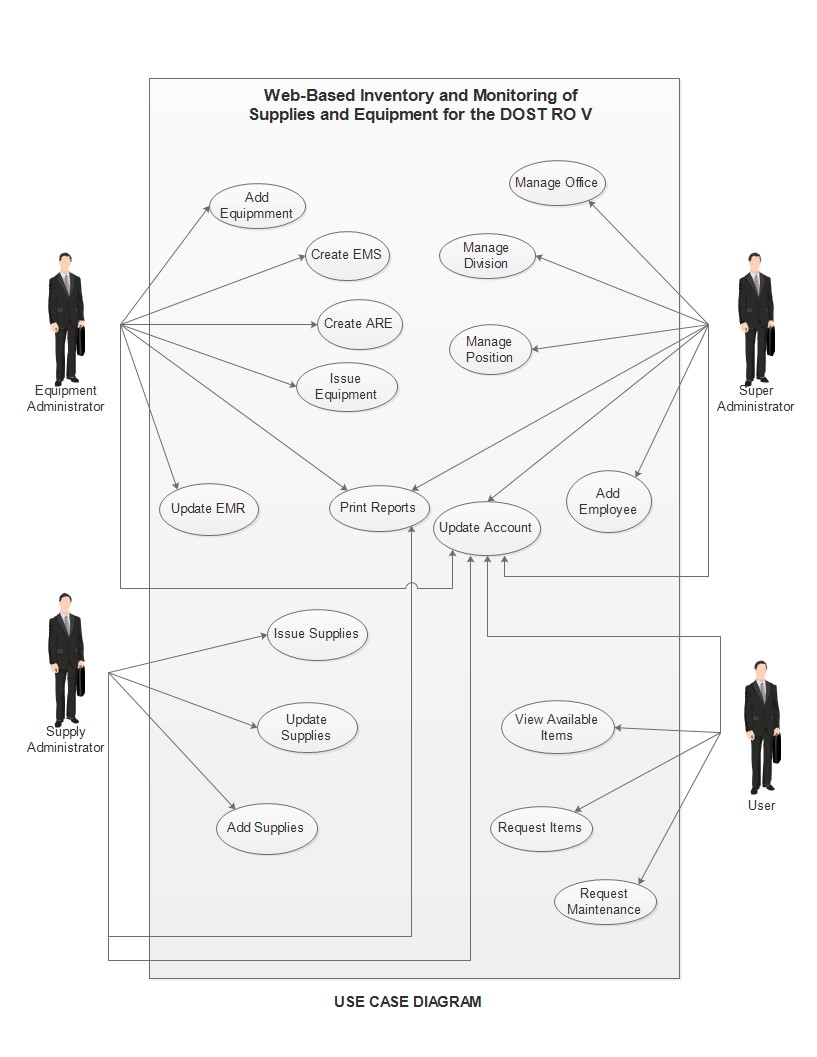 Web-Based Inventory and Monitoring of
Supplies and Equipment for the DOST RO V
Manage Office
Add
Equipmment
Create EMS
Manage
Division
Create ARE
Manage
Position
Issue
Equipment
Equipment
Administrator
Super
Administrator
Update EMR
Print Reports
Update Account
Add
Employee
Issue Supplies
Supply
Administrator
Update
Supplies
View Available
Items
User
Add Supplies
Request Items
Request
Maintenance
USE CASE DIAGRAM